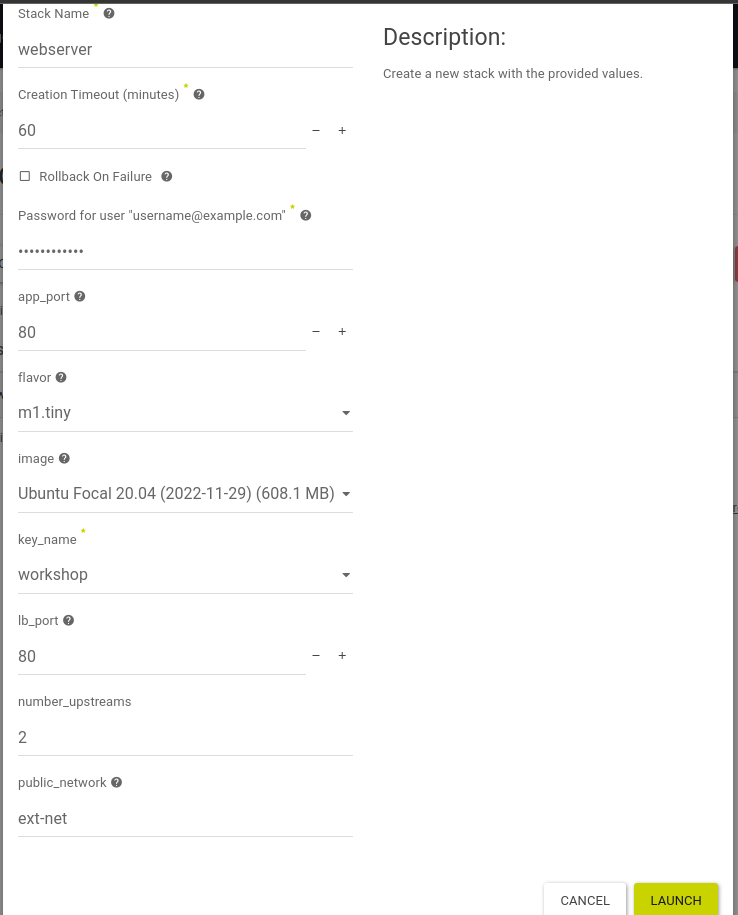 Stack Name *
webserver
Creation Timeout (minutes) *
60
Rollback On Failure
Password for user "username@example.com" *
••••••••••••
app_port
80
flavor
m1.tiny
image
Ubuntu Focal 20.04 (2022-11-29) (608.1 MB)
key_name *
workshop
lb_port
80
number_upstreams
2
public_network
ext-net
Description:
Create a new stack with the provided values.
CANCEL
LAUNCH